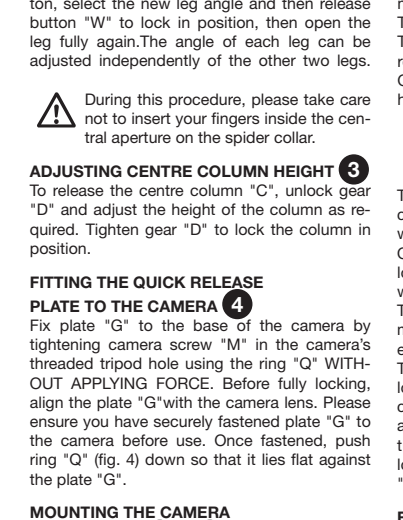 ton, select the new leg angle and then release
button "W" to lock in position, then open the
leg fully again.The angle of each leg can be
adjusted independently of the other two legs.
During this procedure, please take care
not to insert your fingers inside the cen-
tral aperture on the spider collar.
ADJUSTING CENTRE COLUMN HEIGHT 3
To release the centre column "C", unlock gear
"D" and adjust the height of the column as re-
quired. Tighten gear "D" to lock the column in
position.
FITTING THE QUICK RELEASE
PLATE TO THE CAMERA 4
Fix plate "G" to the base of the camera by
tightening camera screw "M" in the camera's
threaded tripod hole using the ring "Q" WITH-
OUT APPLYING FORCE. Before fully locking,
align the plate "G"with the camera lens. Please
ensure you have securely fastened plate "G" to
the camera before use. Once fastened, push
ring "Q" (fig. 4) down so that it lies flat against
the plate "G".
MOUNTING THE CAMERA